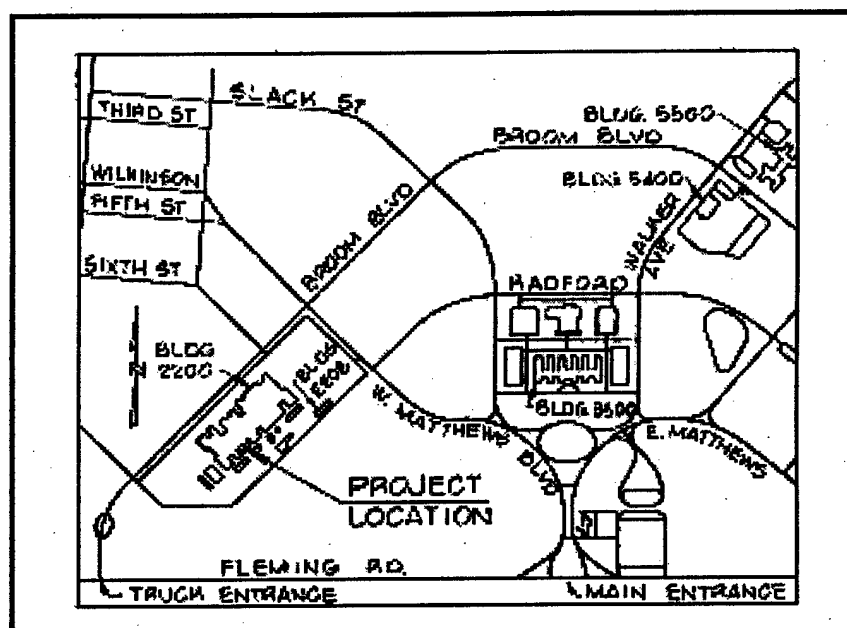 THIRD ST
SLACK ST
BLDG. 5500
BROOM BLVD
WILKINSON
FIFTH ST
BLDG 5400
BROOM BLVD
WALKER
AVE
SIXTH ST
RADFORD
N
BLDG
2200
BLDG
W. MATTHEWS BLVD
BLDG 3500
E. MATTHEWS
PROJECT
LOCATION
FLEMING RD.
TRUCK ENTRANCE
MAIN ENTRANCE